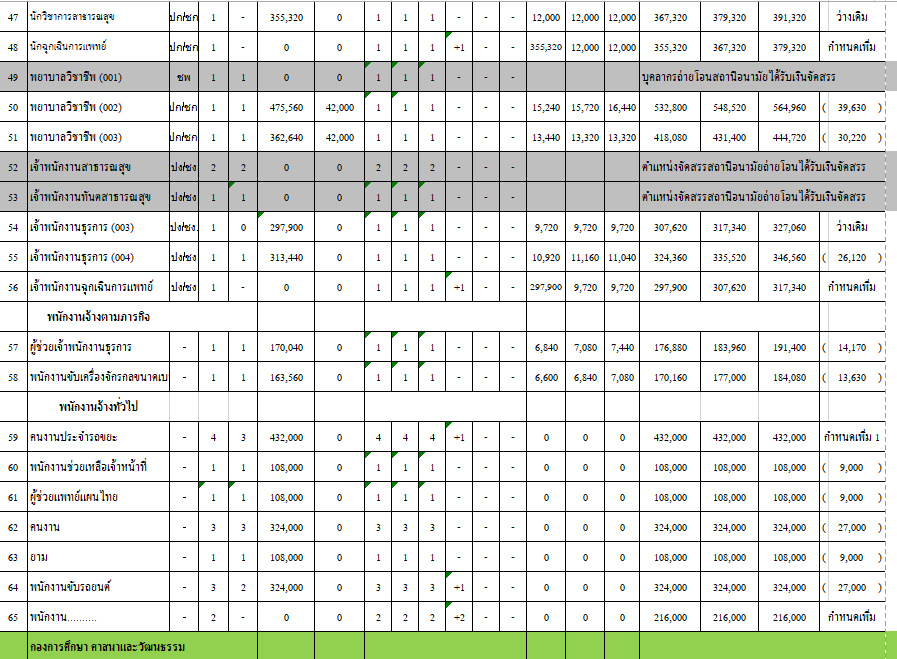 47 นักวิชาการสาธารณสุข ปก/ชก 1 - 355,320 0 1 1 1 - - - 12,000 12,000 12,000 367,320 379,320 391,320 ว่างเดิม
48 นักฉุกเฉินการแพทย์ ปก/ชก 1 - 0 0 1 1 1 +1 - - 355,320 12,000 12,000 355,320 367,320 379,320 กำหนดเพิ่ม
49 พยาบาลวิชาชีพ (001) ชพ 1 1 0 0 1 1 1 - - - บุคลากรถ่ายโอนสถานีอนามัยได้รับเงินจัดสรร
50 พยาบาลวิชาชีพ (002) ปก/ชก 1 1 475,560 42,000 1 1 1 - - - 15,240 15,720 16,440 532,800 548,520 564,960 ( 39,630 )
51 พยาบาลวิชาชีพ (003) ปก/ชก 1 1 362,640 42,000 1 1 1 - - - 13,440 13,320 13,320 418,080 431,400 444,720 ( 30,220 )
52 เจ้าพนักงานสาธารณสุข ปง/ชง 2 2 0 0 2 2 2 - - - ตำแหน่งจัดสรรสถานีอนามัยถ่ายโอนได้รับเงินจัดสรร
53 เจ้าพนักงานทันตสาธารณสุข ปง/ชง 1 1 0 0 1 1 1 - - - ตำแหน่งจัดสรรสถานีอนามัยถ่ายโอนได้รับเงินจัดสรร
54 เจ้าพนักงานธุรการ (003) ปง/ชง. 1 0 297,900 0 1 1 1 - - - 9,720 9,720 9,720 307,620 317,340 327,060 ว่างเดิม
55 เจ้าพนักงานธุรการ (004) ปง/ชง 1 1 313,440 0 1 1 1 - - - 10,920 11,160 11,040 324,360 335,520 346,560 ( 26,120 )
56 เจ้าพนักงานฉุกเฉินการแพทย์ ปง/ชง 1 - 0 0 1 1 1 +1 - - 297,900 9,720 9,720 297,900 307,620 317,340 กำหนดเพิ่ม
พนักงานจ้างตามภารกิจ
57 ผู้ช่วยเจ้าพนักงานธุรการ - 1 1 170,040 0 1 1 1 - - - 6,840 7,080 7,440 176,880 183,960 191,400 ( 14,170 )
58 พนักงานขับเครื่องจักรกลขนาดเบา - 1 1 163,560 0 1 1 1 - - - 6,600 6,840 7,080 170,160 177,000 184,080 ( 13,630 )
พนักงานจ้างทั่วไป
59 คนงานประจำรถขยะ - 4 3 432,000 0 4 4 4 +1 - - 0 0 0 432,000 432,000 432,000 กำหนดเพิ่ม 1
60 พนักงานช่วยเหลือเจ้าหน้าที่ - 1 1 108,000 0 1 1 1 - - - 0 0 0 108,000 108,000 108,000 ( 9,000 )
61 ผู้ช่วยแพทย์แผนไทย - 1 1 108,000 0 1 1 1 - - - 0 0 0 108,000 108,000 108,000 ( 9,000 )
62 คนงาน - 3 3 324,000 0 3 3 3 - - - 0 0 0 324,000 324,000 324,000 ( 27,000 )
63 ยาม - 1 1 108,000 0 1 1 1 - - - 0 0 0 108,000 108,000 108,000 ( 9,000 )
64 พนักงานขับรถยนต์ - 3 2 324,000 0 3 3 3 +1 - - 0 0 0 324,000 324,000 324,000 ( 27,000 )
65 พนักงาน.......... - 2 - 0 0 2 2 2 +2 - - 0 0 0 216,000 216,000 216,000 กำหนดเพิ่ม
กองการศึกษา ศาสนาและวัฒนธรรม